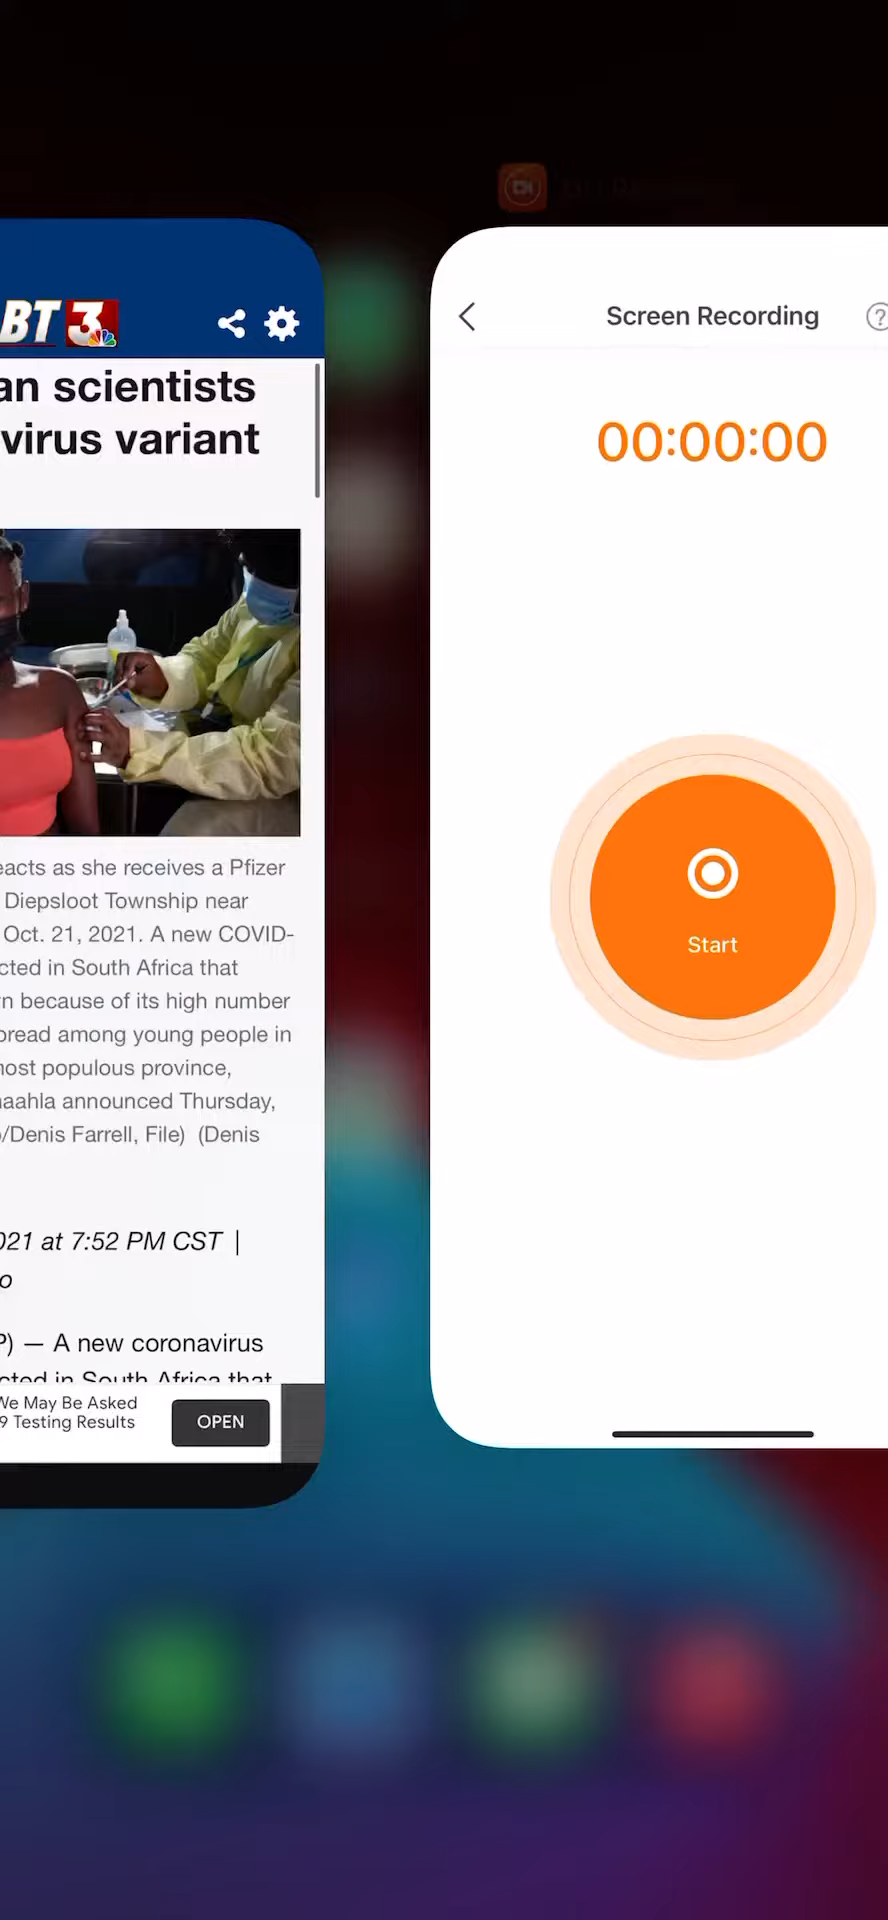 BT 3
an scientists
virus variant
eacts as she receives a Pfizer
Diepsloot Township near
Oct. 21, 2021. A new COVID-
cted in South Africa that
n because of its high number
pread among young people in
nost populous province,
aahla announced Thursday,
/Denis Farrell, File) (Denis
021 at 7:52 PM CST |
o
P) — A new coronavirus
cted in South Africa that
We May Be Asked
9 Testing Results
OPEN
Screen Recording
?
00:00:00
Start